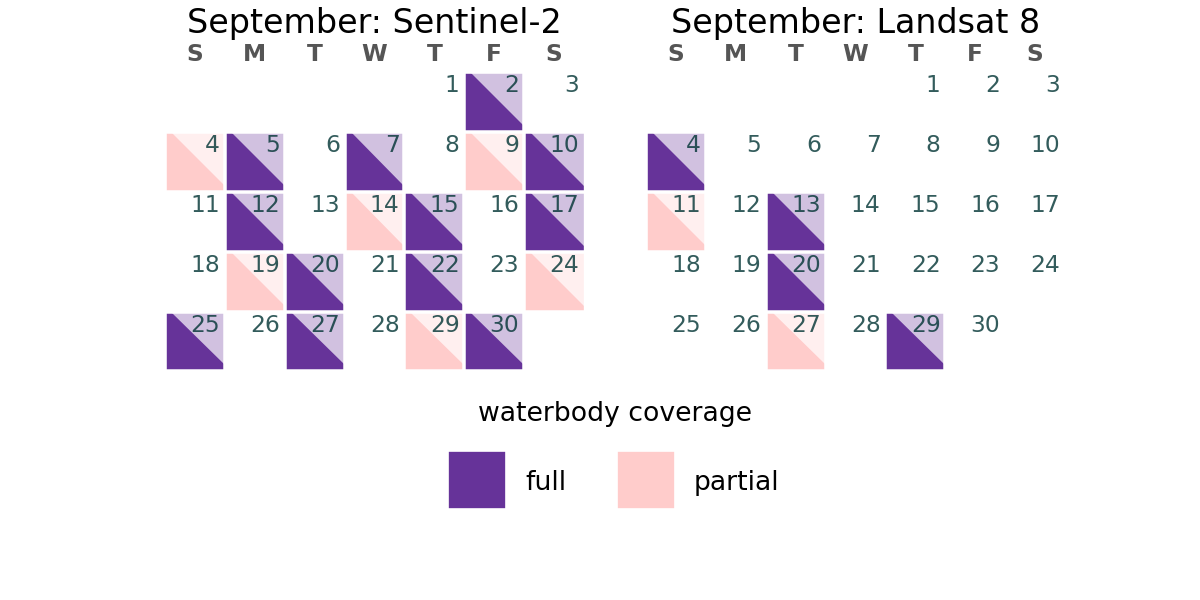 September: Sentinel-2
S M T W T F S
1 2 3
4 5 6 7 8 9 10
11 12 13 14 15 16 17
18 19 20 21 22 23 24
25 26 27 28 29 30
September: Landsat 8
S M T W T F S
1 2 3
4 5 6 7 8 9 10
11 12 13 14 15 16 17
18 19 20 21 22 23 24
25 26 27 28 29 30
waterbody coverage
full partial